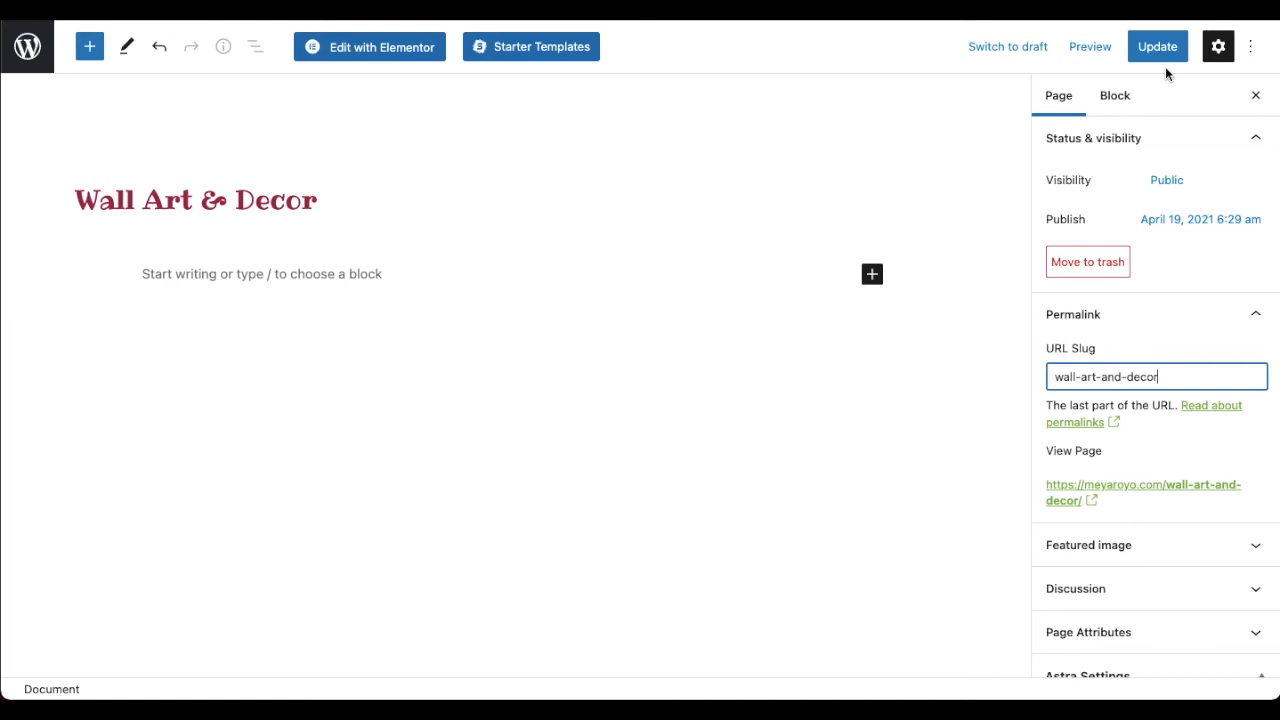 Edit with Elementor
Starter Templates
Switch to draft
Preview
Update
Page
Block
Status & visibility
Visibility
Public
Publish
April 19, 2021 6:29 am
Move to trash
Permalink
URL Slug
wall-art-and-decor
The last part of the URL. Read about
permalinks
View Page
https://meyaroyo.com/wall-art-and-
decor/
Featured image
Discussion
Page Attributes
Astra Settings
Wall Art & Decor
Start writing or type / to choose a block
Document